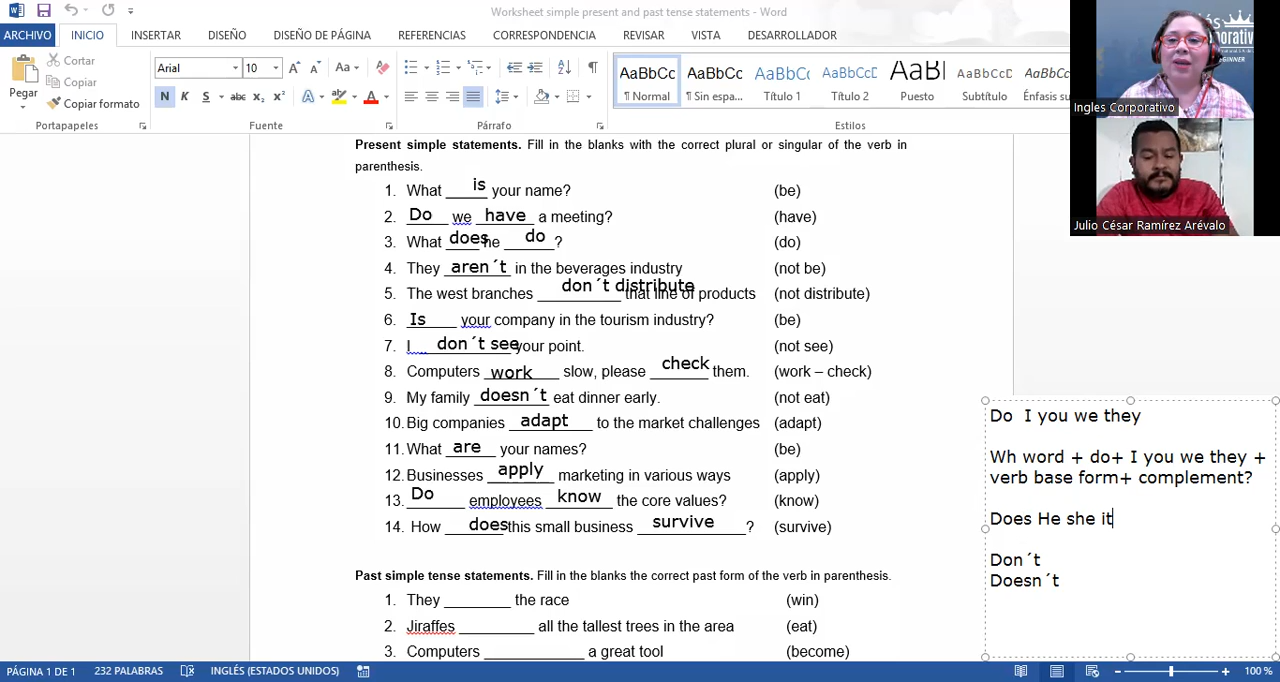 Worksheet simple present and past tense statements - Word
ARCHIVO INICIO INSERTAR DISEÑO DISEÑO DE PÁGINA REFERENCIAS CORRESPONDENCIA REVISAR VISTA DESARROLLADOR
Pegar
Cortar
Copiar
Copiar formato
Portapapeles
Arial 10
Aa
N K S abc x₂ x²
A A
Fuente
Párrafo
AaBbCc AaBbCc AaBbCc AaBbCc AaBl AaBbCcD AaBbCc
¶ Normal ¶ Sin espa... Título 1 Título 2 Puesto Subtítulo Énfasis su
Estilos
orporativo
Ingles Corporativo
Julio César Ramírez Arévalo
Present simple statements. Fill in the blanks with the correct plural or singular of the verb in
parenthesis.
1. What is your name? (be)
2. Do we have a meeting? (have)
3. What does he do ? (do)
4. They aren´t in the beverages industry (not be)
5. The west branches don´t distribute that line of products (not distribute)
6. Is your company in the tourism industry? (be)
7. I don´t see your point. (not see)
8. Computers work slow, please check them. (work – check)
9. My family doesn´t eat dinner early. (not eat)
10. Big companies adapt to the market challenges (adapt)
11. What are your names? (be)
12. Businesses apply marketing in various ways (apply)
13. Do employees know the core values? (know)
14. How does this small business survive ? (survive)
Past simple tense statements. Fill in the blanks the correct past form of the verb in parenthesis.
1. They ________ the race (win)
2. Jiraffes _________ all the tallest trees in the area (eat)
3. Computers ____________ a great tool (become)
Do I you we they
Wh word + do+ I you we they +
verb base form+ complement?
Does He she it
Don´t
Doesn´t
PÁGINA 1 DE 1 232 PALABRAS INGLÉS (ESTADOS UNIDOS) 100 %